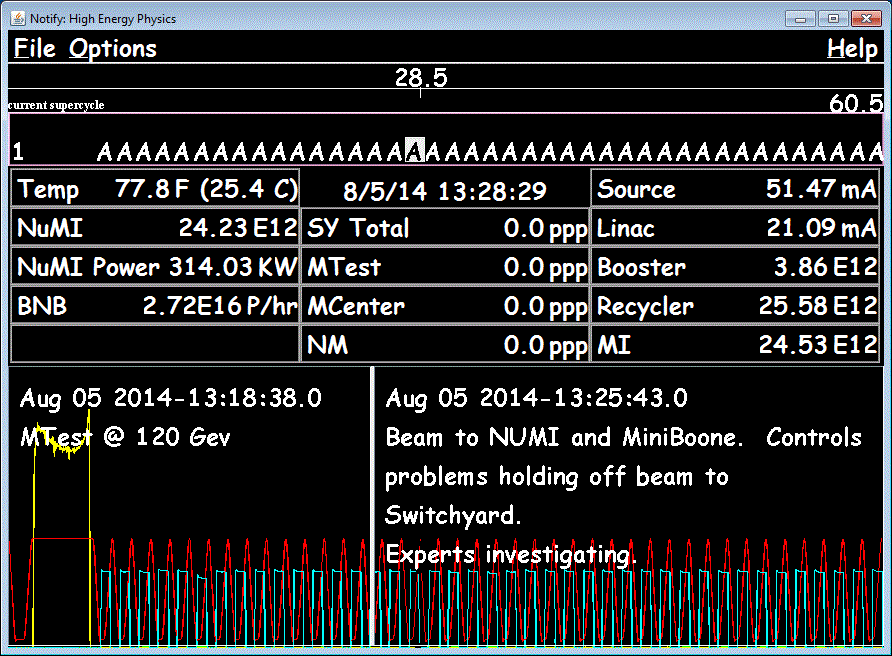 Notify: High Energy Physics
File Options Help
28.5
current supercycle 60.5
1 A A A A A A A A A A A A A A A A A A A A A A A A A A A A A A A A A A A A A A A A A
Temp 77.8 F (25.4 C) 8/5/14 13:28:29 Source 51.47 mA
NuMI 24.23 E12 SY Total 0.0 ppp Linac 21.09 mA
NuMI Power 314.03 KW MTest 0.0 ppp Booster 3.86 E12
BNB 2.72E16 P/hr MCenter 0.0 ppp Recycler 25.58 E12
NM 0.0 ppp MI 24.53 E12
Aug 05 2014-13:18:38.0
MTest @ 120 Gev
Aug 05 2014-13:25:43.0
Beam to NUMI and MiniBoone. Controls
problems holding off beam to
Switchyard.
Experts investigating.